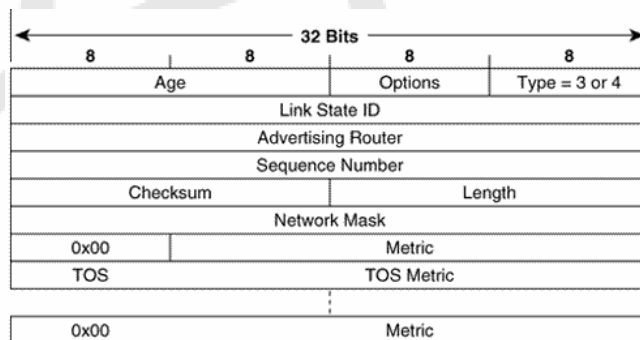 32 Bits
8 8 8 8
Age Options Type = 3 or 4
Link State ID
Advertising Router
Sequence Number
Checksum Length
Network Mask
0x00 Metric
TOS TOS Metric
0x00 Metric